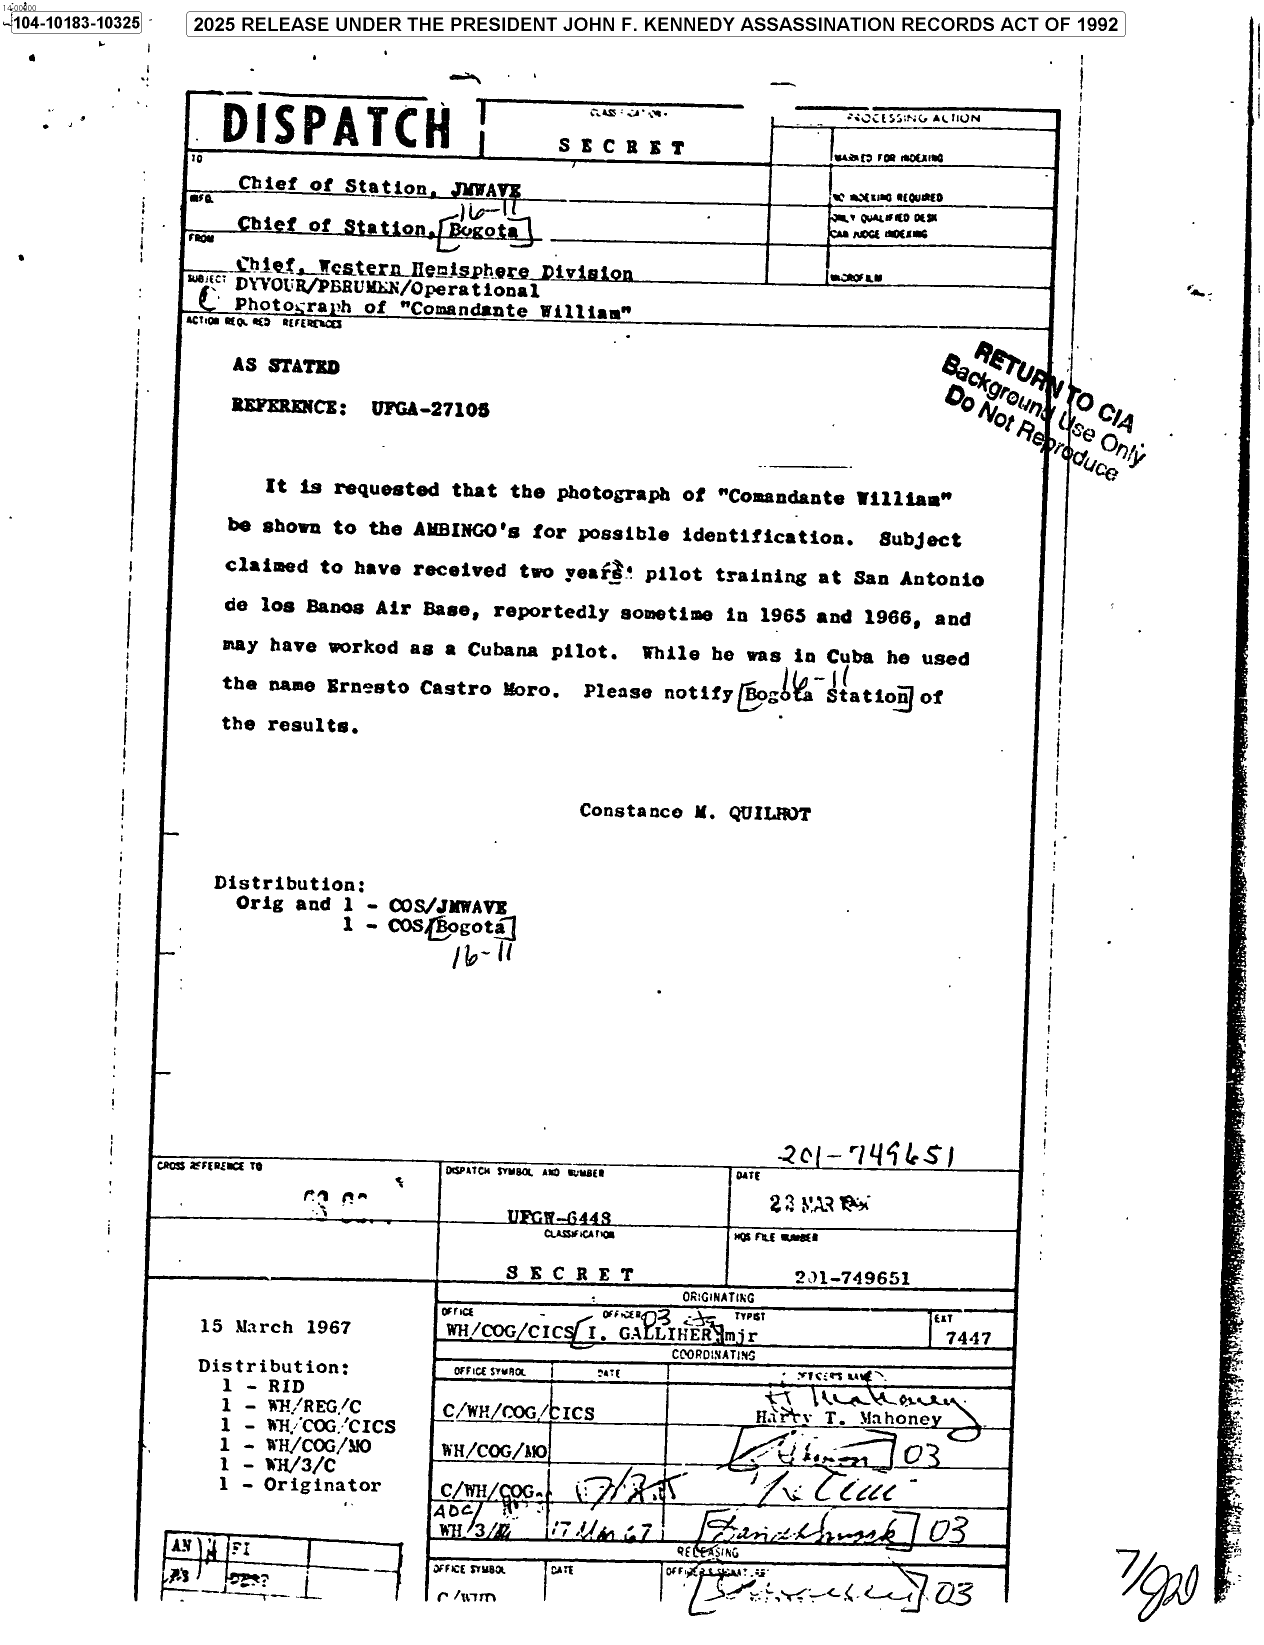 14-00000
104-10183-10325
2025 RELEASE UNDER THE PRESIDENT JOHN F. KENNEDY ASSASSINATION RECORDS ACT OF 1992
DISPATCH
CLASSIFICATION
SECRET
PROCESSING ACTION
MARKED FOR INDEXING
NO INDEXING REQUIRED
ONLY QUALIFIED DESK
CAN JUDGE INDEXING
MICROFILM
TO
Chief of Station, JMWAVE
INFO.
16-11
Chief of Station, [Bogota]
FROM
Chief, Western Hemisphere Division
SUBJECT DYVOUR/PBRUMEN/Operational
Photograph of "Comandante William"
ACTION REQUIRED REFERENCES
AS STATED
REFERENCE: UFGA-27105
RETURN TO CIA
Background Use Only
Do Not Reproduce
It is requested that the photograph of "Comandante William"
be shown to the AMBINGO's for possible identification. Subject
claimed to have received two years' pilot training at San Antonio
de los Banos Air Base, reportedly sometime in 1965 and 1966, and
may have workod as a Cubana pilot. While he was in Cuba he used
16-11
the name Ernesto Castro Moro. Please notify [Bogota Station] of
the results.
Constance M. QUILHOT
Distribution:
Orig and 1 - COS/JMWAVE
1 - COS/[Bogota]
16-11
201-749651
CROSS REFERENCE TO
DISPATCH SYMBOL AND NUMBER
DATE
23 MAR
UFGW-6448
CLASSIFICATION
HQS FILE NUMBER
SECRET
201-749651
ORIGINATING
OFFICE
OFFICER
03
TYPIST
EXT
WH/COG/CICS [I. GALLIHER] mjr
7447
COORDINATING
OFFICE SYMBOL
DATE
OFFICER'S NAME
15 March 1967
Distribution:
1 - RID
1 - WH/REG/C
1 - WH/COG/CICS
1 - WH/COG/MO
1 - WH/3/C
1 - Originator
C/WH/COG/CICS
Harry T. Mahoney
WH/COG/MO
03
C/WH/COG
ADC/
WH/3/
17 Mar 67
03
RELEASING
OFFICE SYMBOL
DATE
OFFICER'S SIGNATURE
C/WHD
03
AN
FI